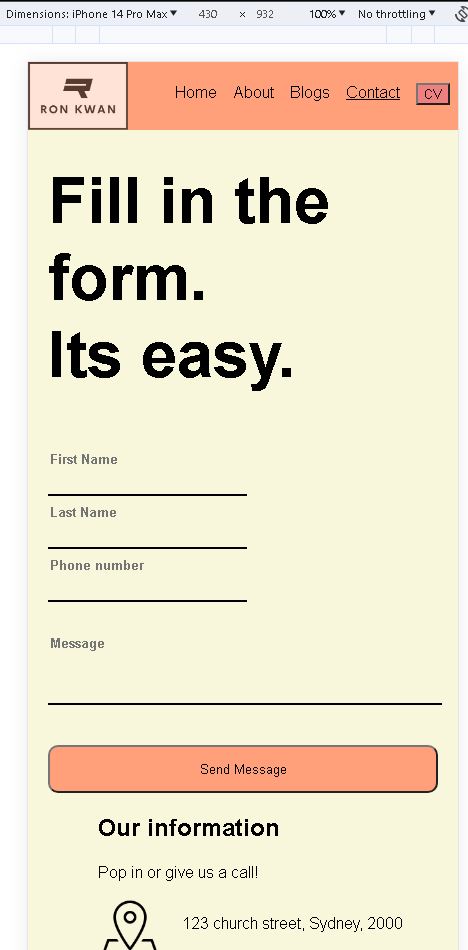 Dimensions: iPhone 14 Pro Max ▼ 430 × 932 100% ▼ No throttling ▼
RON KWAN Home About Blogs Contact CV
Fill in the
form.
Its easy.
First Name
Last Name
Phone number
Message
Send Message
Our information
Pop in or give us a call!
123 church street, Sydney, 2000